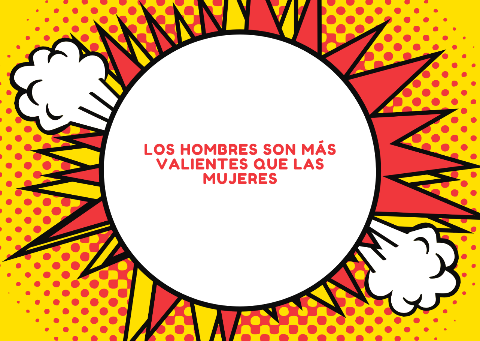 LOS HOMBRES SON MÁS
VALIENTES QUE LAS
MUJERES